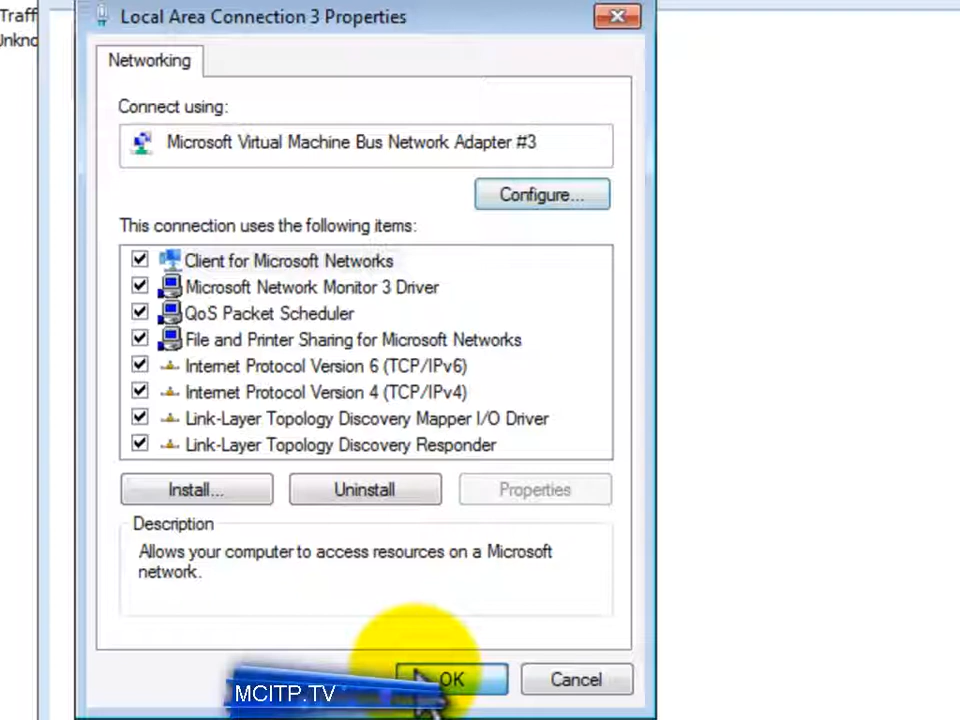 Traff
Local Area Connection 3 Properties
Unkno
Networking
Connect using:
Microsoft Virtual Machine Bus Network Adapter #3
Configure...
This connection uses the following items:
Client for Microsoft Networks
Microsoft Network Monitor 3 Driver
QoS Packet Scheduler
File and Printer Sharing for Microsoft Networks
Internet Protocol Version 6 (TCP/IPv6)
Internet Protocol Version 4 (TCP/IPv4)
Link-Layer Topology Discovery Mapper I/O Driver
Link-Layer Topology Discovery Responder
Install... Uninstall Properties
Description
Allows your computer to access resources on a Microsoft
network.
OK Cancel
MCITP.TV